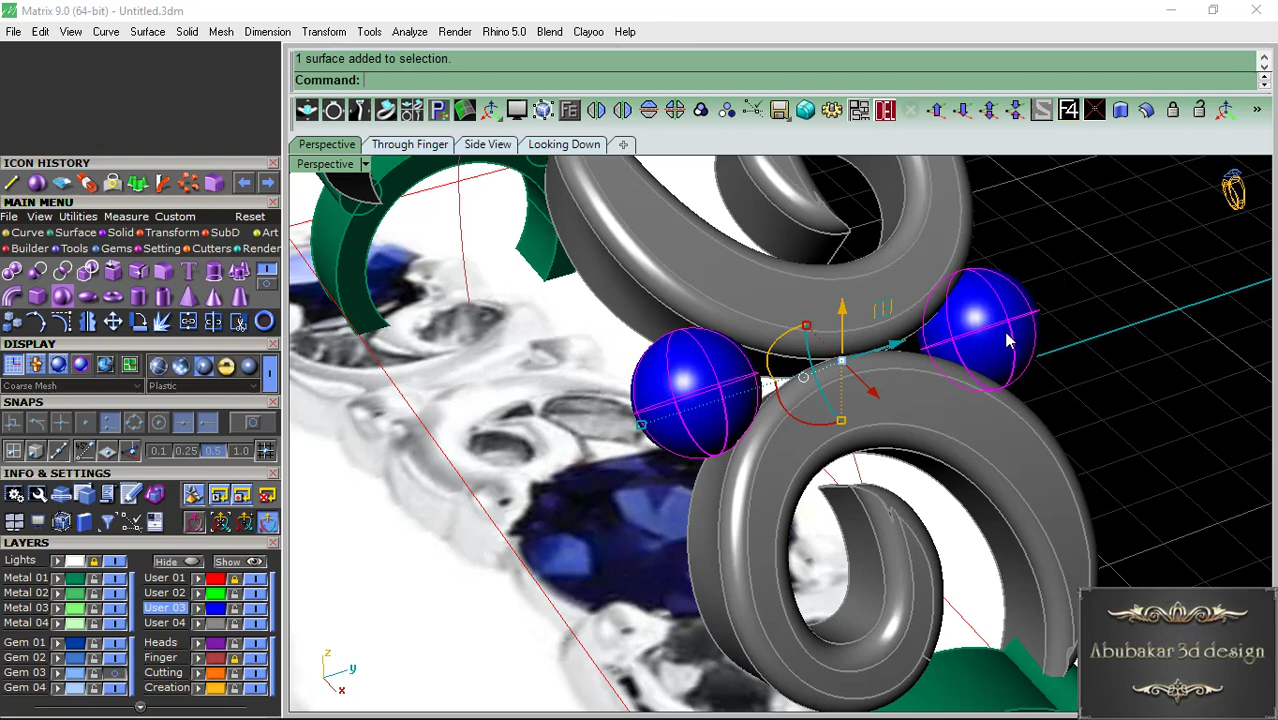 Matrix 9.0 (64-bit) - Untitled.3dm
File Edit View Curve Surface Solid Mesh Dimension Transform Tools Analyze Render Rhino 5.0 Blend Clayoo Help
1 surface added to selection.
Command:
F4
Perspective Through Finger Side View Looking Down
Perspective
ICON HISTORY
MAIN MENU
File View Utilities Measure Custom Reset
Curve Surface Solid Transform SubD Art
Builder Tools Gems Setting Cutters Render
DISPLAY
Coarse Mesh Plastic
SNAPS
0.1 0.25 0.5 1.0
INFO & SETTINGS
LAYERS
Lights Hide Show
Metal 01 User 01
Metal 02 User 02
Metal 03 User 03
Metal 04 User 04
Gem 01 Heads
Gem 02 Finger
Gem 03 Cutting
Gem 04 Creation
z
y
x
Abubakar 3d design